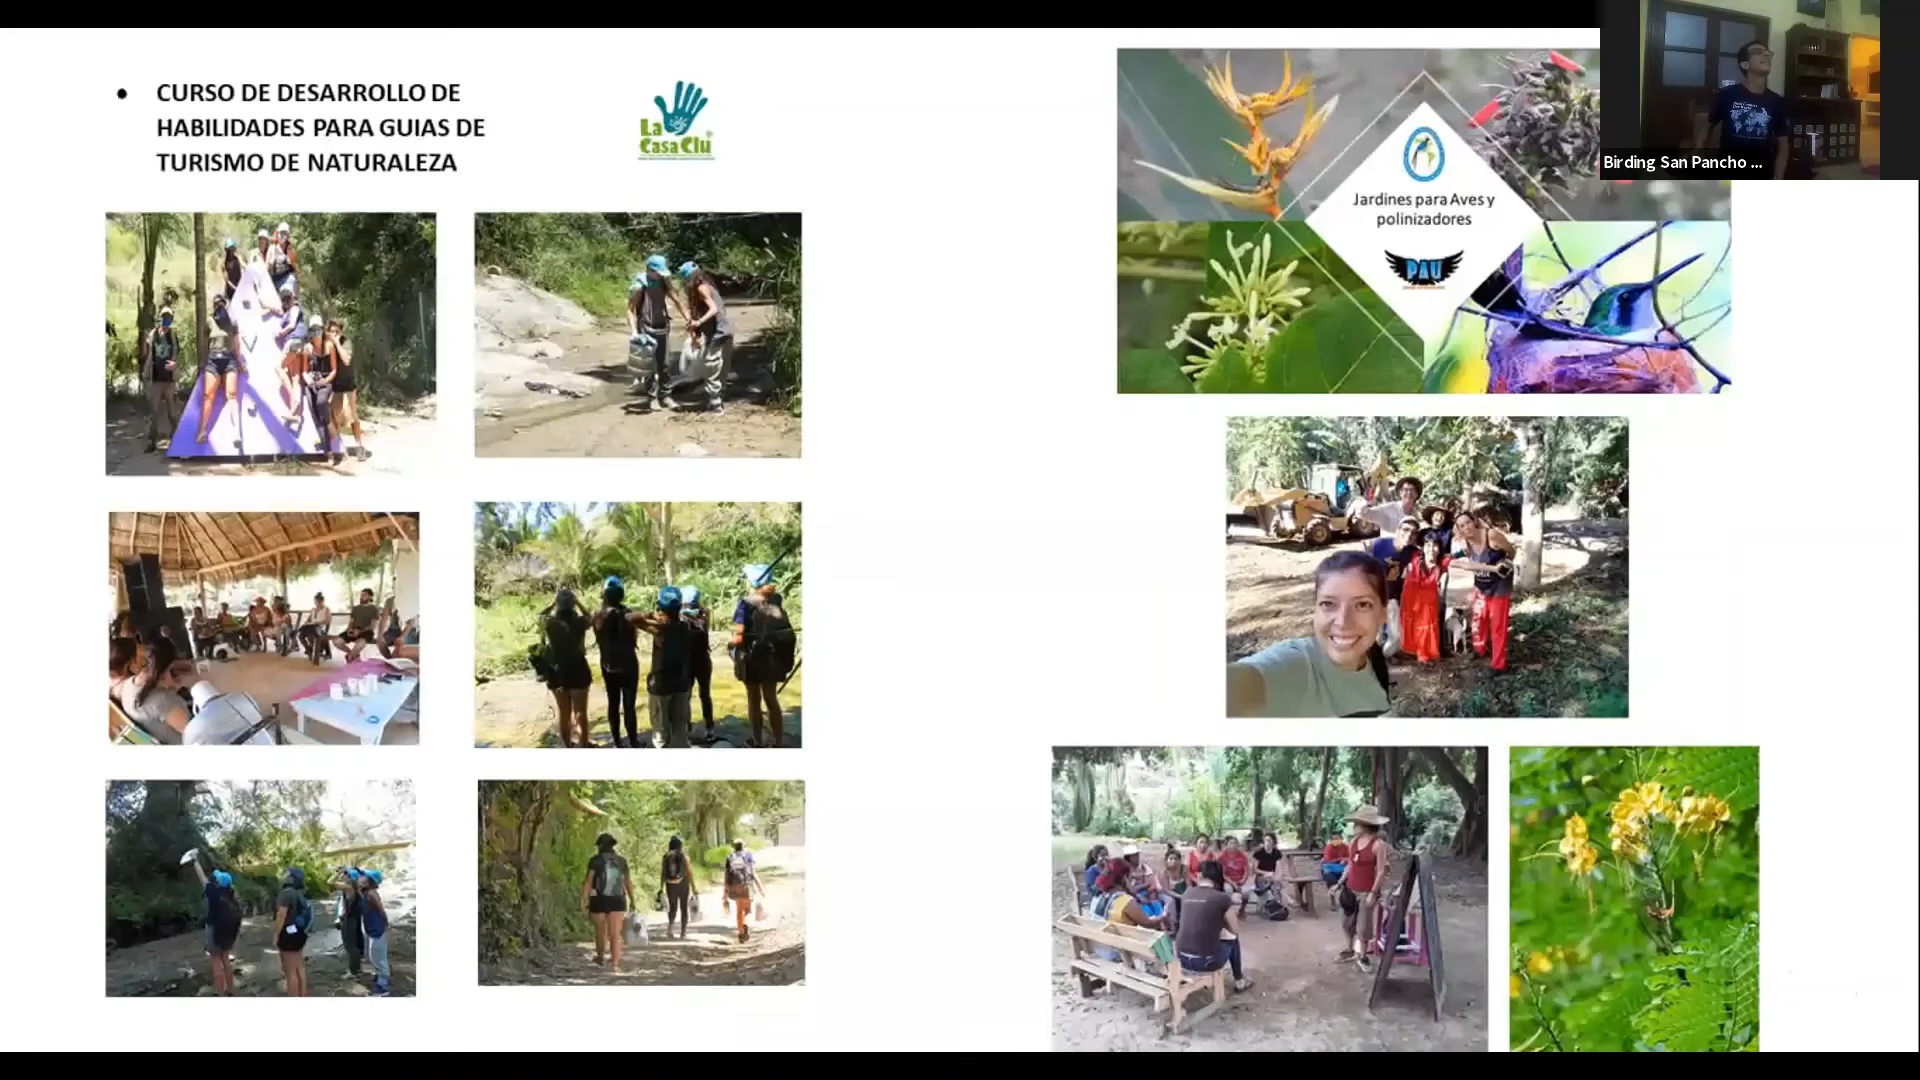 • CURSO DE DESARROLLO DE
HABILIDADES PARA GUIAS DE
TURISMO DE NATURALEZA
La
Casa Clu
Jardines para Aves y
polinizadores
PAU
Birding San Pancho ...